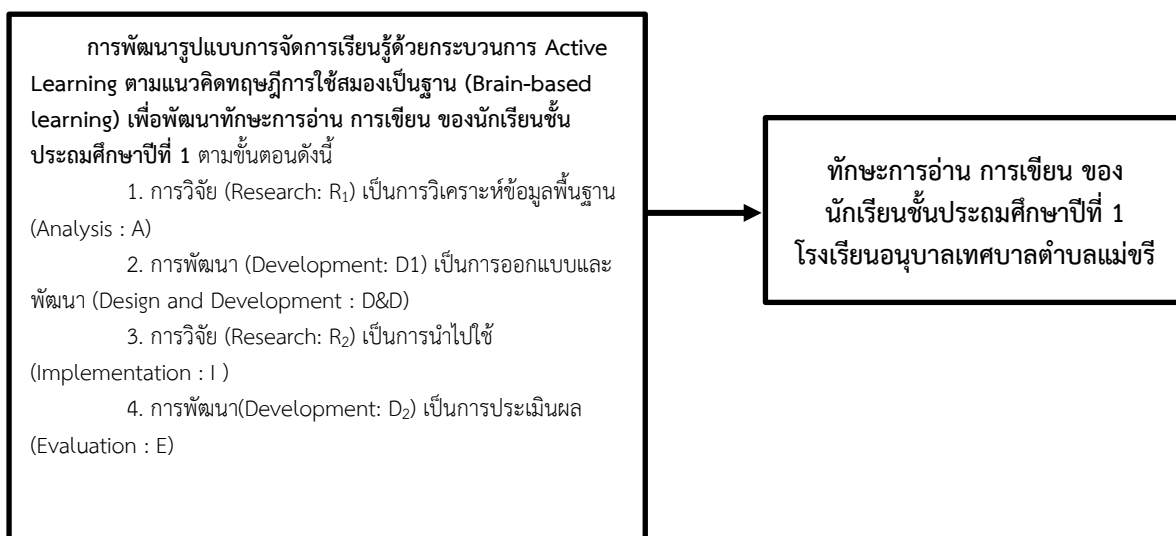 การพัฒนารูปแบบการจัดการเรียนรู้ด้วยกระบวนการ Active
Learning ตามแนวคิดทฤษฎีการใช้สมองเป็นฐาน (Brain-based
learning) เพื่อพัฒนาทักษะการอ่าน การเขียน ของนักเรียนชั้น
ประถมศึกษาปีที่ 1 ตามขั้นตอนดังนี้
1. การวิจัย (Research: R₁) เป็นการวิเคราะห์ข้อมูลพื้นฐาน
(Analysis : A)
2. การพัฒนา (Development: D1) เป็นการออกแบบและ
พัฒนา (Design and Development : D&D)
3. การวิจัย (Research: R₂) เป็นการนำไปใช้
(Implementation : I )
4. การพัฒนา(Development: D₂) เป็นการประเมินผล
(Evaluation : E)
ทักษะการอ่าน การเขียน ของ
นักเรียนชั้นประถมศึกษาปีที่ 1
โรงเรียนอนุบาลเทศบาลตำบลแม่ขรี